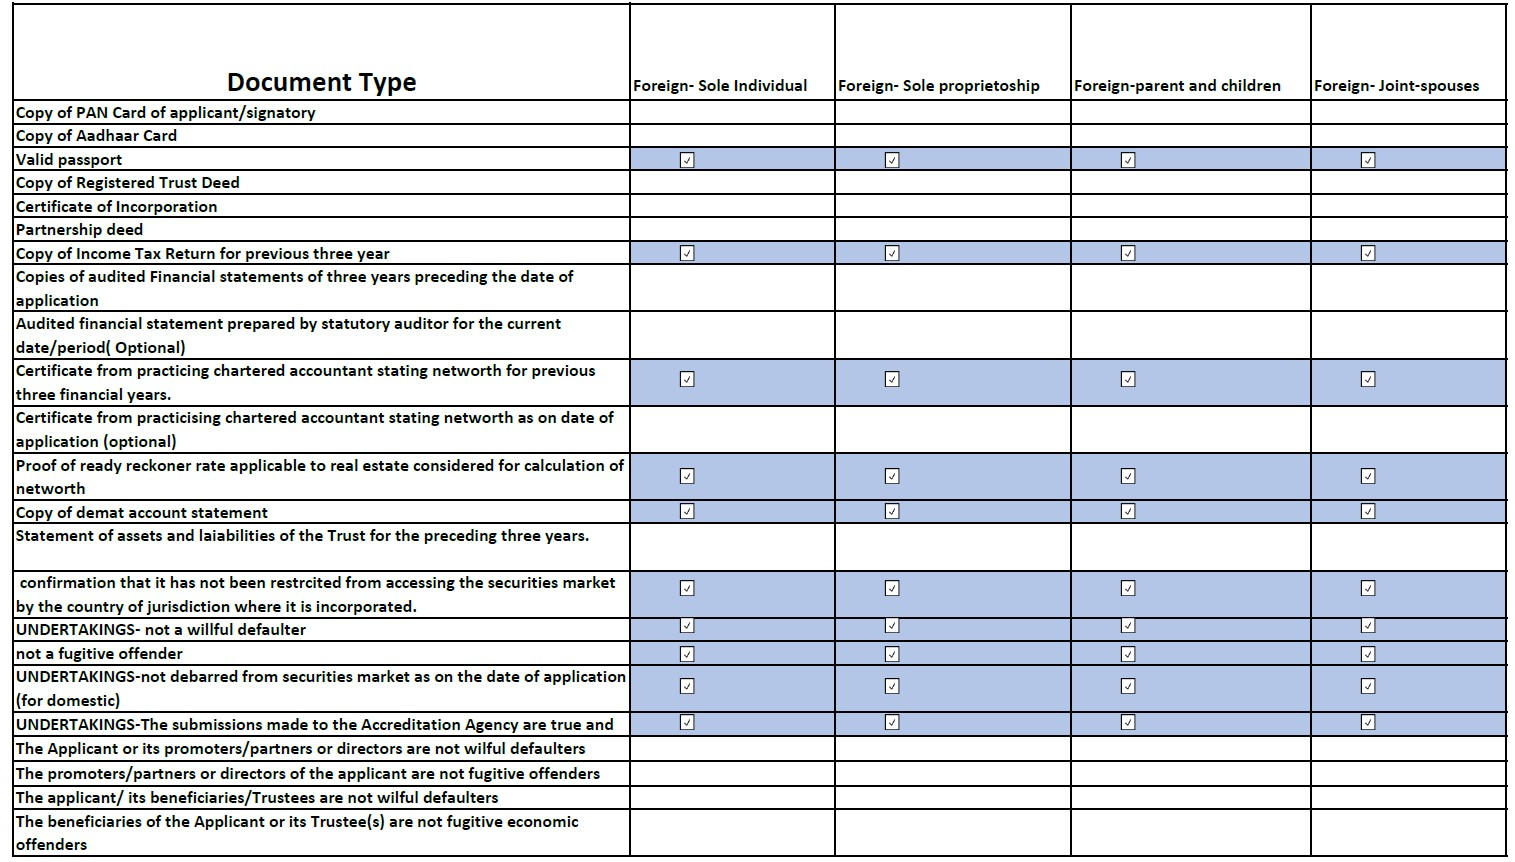 Document Type Foreign- Sole Individual Foreign- Sole proprietoship Foreign-parent and children Foreign- Joint-spouses
Copy of PAN Card of applicant/signatory
Copy of Aadhaar Card
Valid passport ☑ ☑ ☑ ☑
Copy of Registered Trust Deed
Certificate of Incorporation
Partnership deed
Copy of Income Tax Return for previous three year ☑ ☑ ☑ ☑
Copies of audited Financial statements of three years preceding the date of
application
Audited financial statement prepared by statutory auditor for the current
date/period( Optional)
Certificate from practicing chartered accountant stating networth for previous
three financial years. ☑ ☑ ☑ ☑
Certificate from practicising chartered accountant stating networth as on date of
application (optional)
Proof of ready reckoner rate applicable to real estate considered for calculation of
networth ☑ ☑ ☑ ☑
Copy of demat account statement ☑ ☑ ☑ ☑
Statement of assets and laiabilities of the Trust for the preceding three years.
confirmation that it has not been restrcited from accessing the securities market
by the country of jurisdiction where it is incorporated. ☑ ☑ ☑ ☑
UNDERTAKINGS- not a willful defaulter ☑ ☑ ☑ ☑
not a fugitive offender ☑ ☑ ☑ ☑
UNDERTAKINGS-not debarred from securities market as on the date of application
(for domestic) ☑ ☑ ☑ ☑
UNDERTAKINGS-The submissions made to the Accreditation Agency are true and ☑ ☑ ☑ ☑
The Applicant or its promoters/partners or directors are not wilful defaulters
The promoters/partners or directors of the applicant are not fugitive offenders
The applicant/ its beneficiaries/Trustees are not wilful defaulters
The beneficiaries of the Applicant or its Trustee(s) are not fugitive economic
offenders